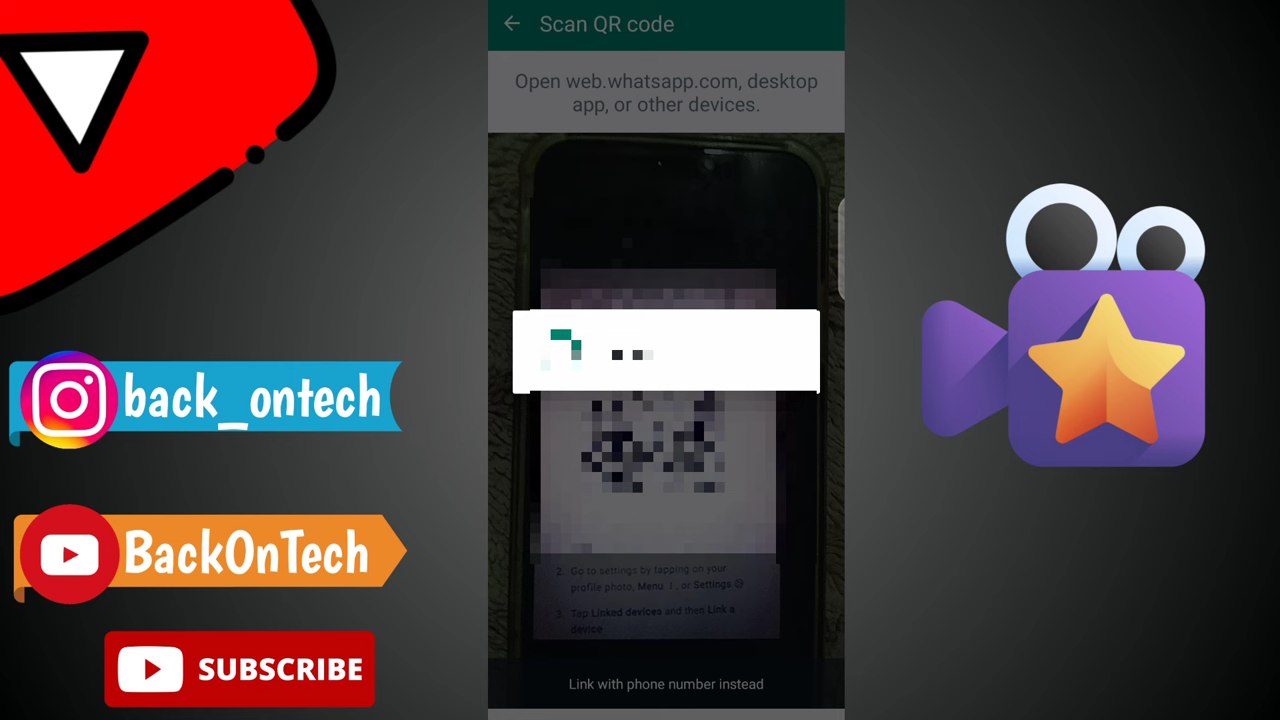 Scan QR code
Open web.whatsapp.com, desktop
app, or other devices.
back_ontech
BackOnTech
SUBSCRIBE
2. Go to settings by tapping on your
profile photo, Menu ⋮, or Settings
3. Tap Linked devices and then Link a
device
Link with phone number instead